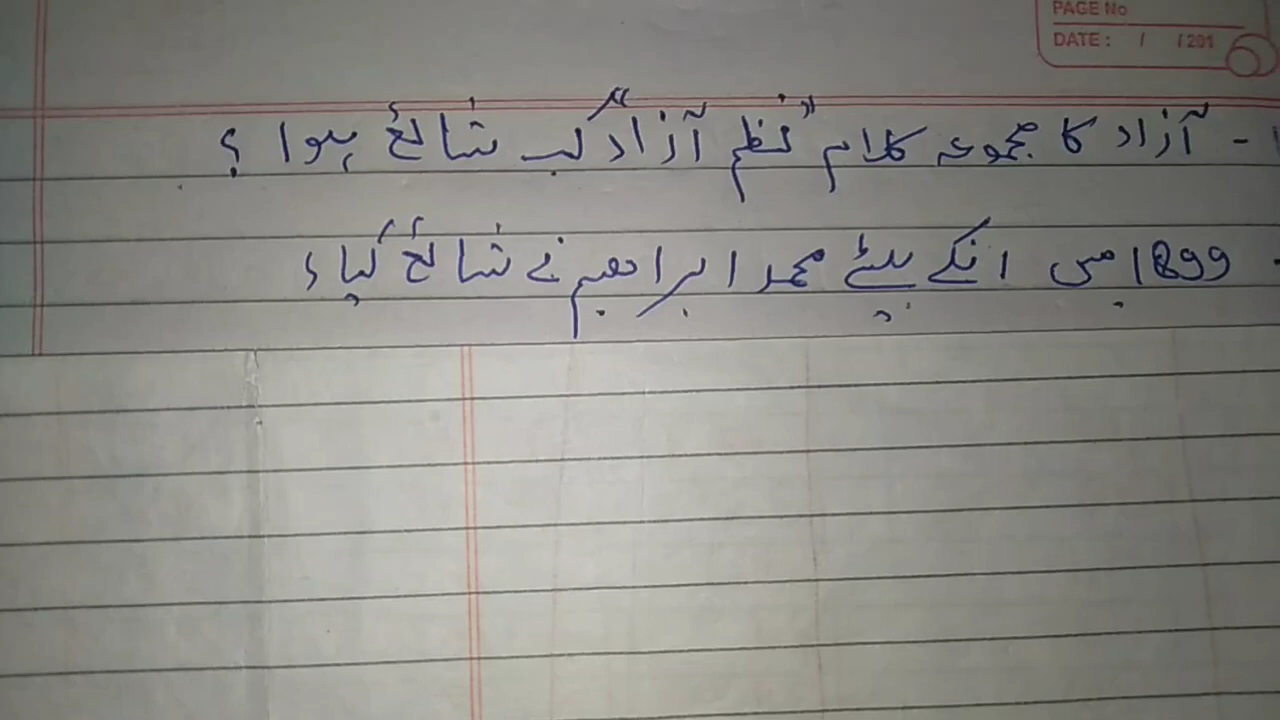 PAGE No
DATE: / /201
1- آزاد کا مجموعہ کلام "نظم آزاد" کب شائع ہوا ؟
1899 میں انکے بیٹے محمد ابراہیم نے شائع کیا۔